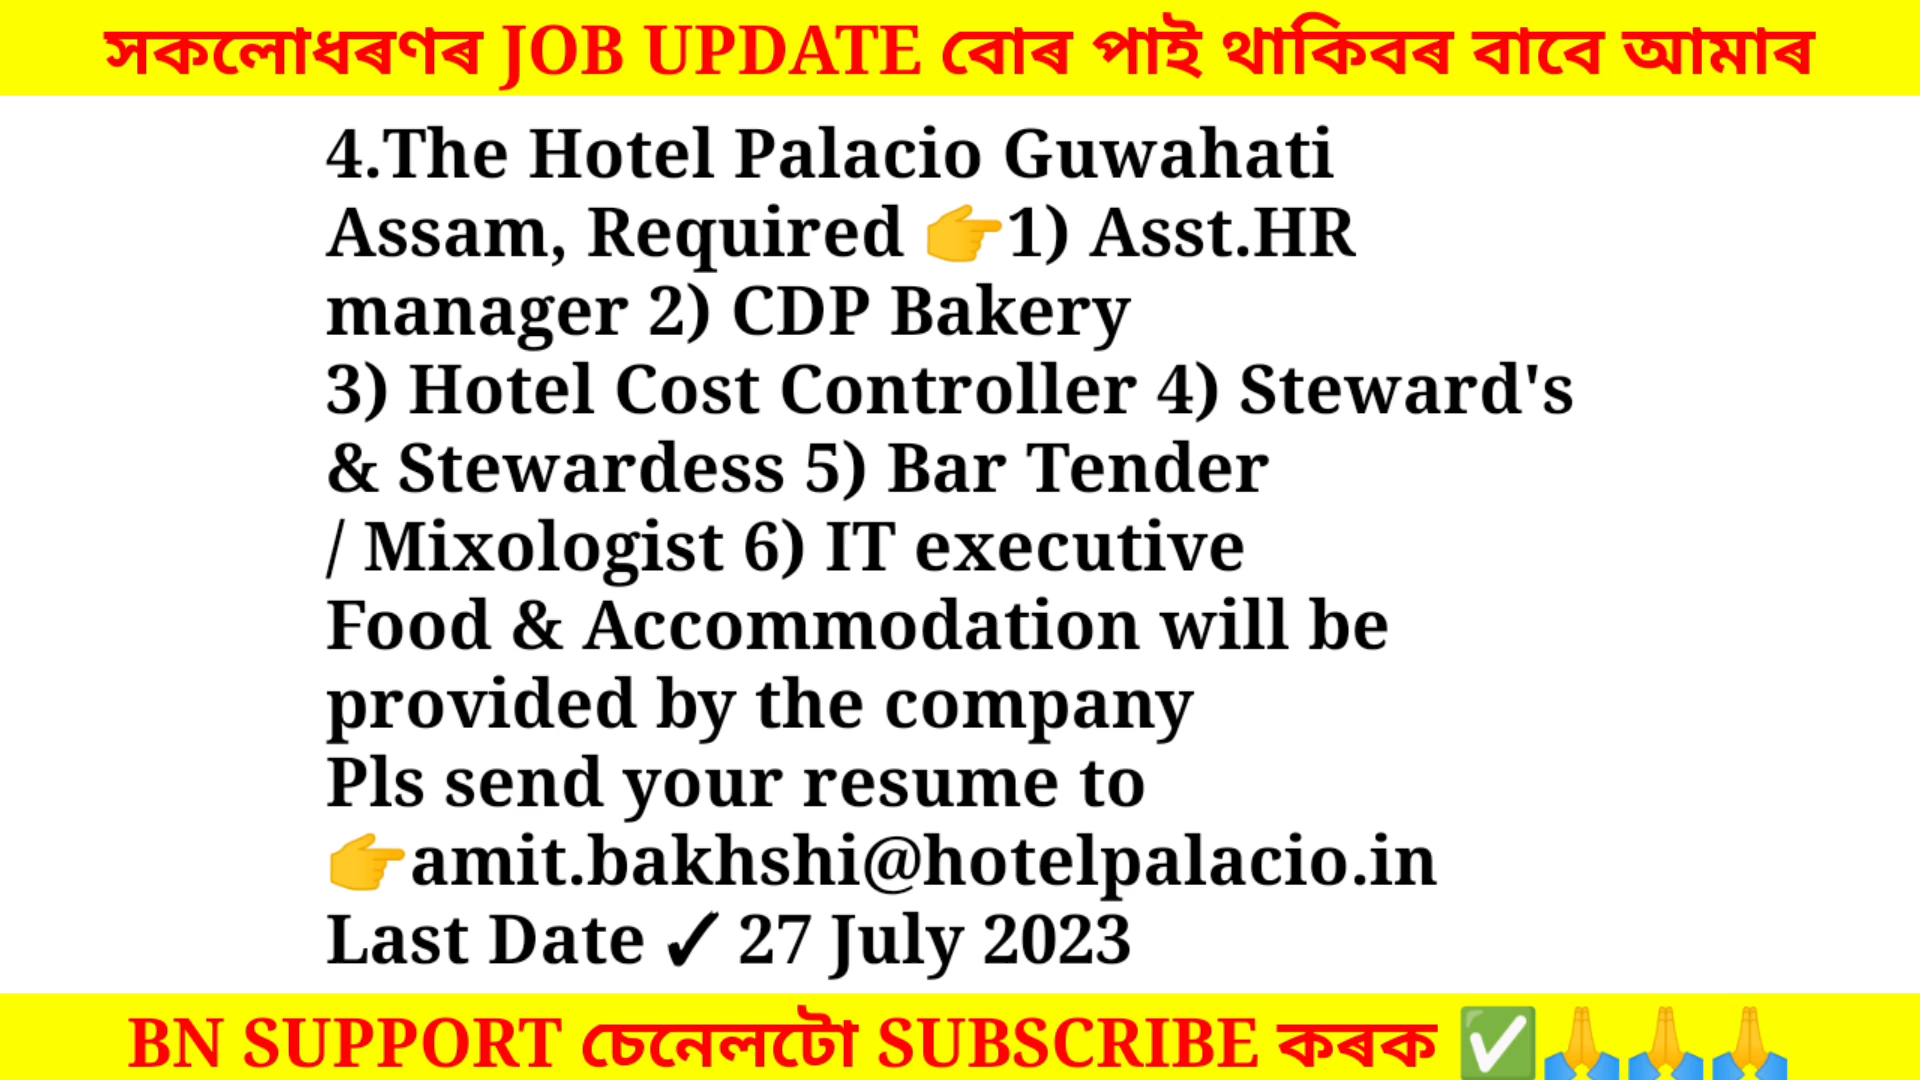 সকলোধৰণৰ JOB UPDATE বোৰ পাই থাকিবৰ বাবে আমাৰ
4.The Hotel Palacio Guwahati
Assam, Required 👉1) Asst.HR
manager 2) CDP Bakery
3) Hotel Cost Controller 4) Steward's
& Stewardess 5) Bar Tender
/ Mixologist 6) IT executive
Food & Accommodation will be
provided by the company
Pls send your resume to
👉amit.bakhshi@hotelpalacio.in
Last Date ✓ 27 July 2023
BN SUPPORT চেনেলটো SUBSCRIBE কৰক ✅🙏🙏🙏